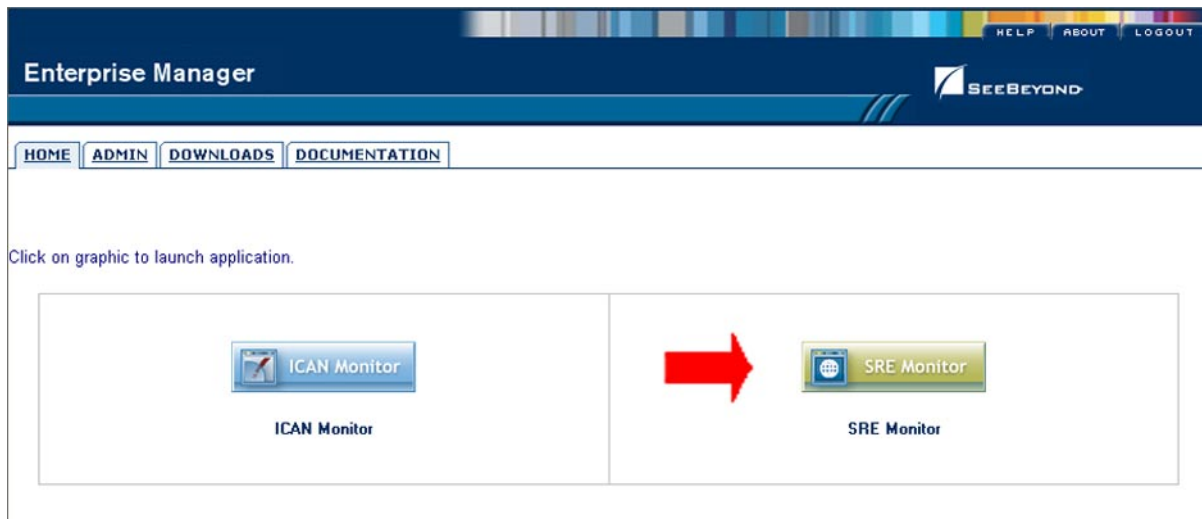 HELP ABOUT LOGOUT
Enterprise Manager
SEEBEYOND
HOME ADMIN DOWNLOADS DOCUMENTATION
Click on graphic to launch application.
ICAN Monitor SRE Monitor
ICAN Monitor SRE Monitor